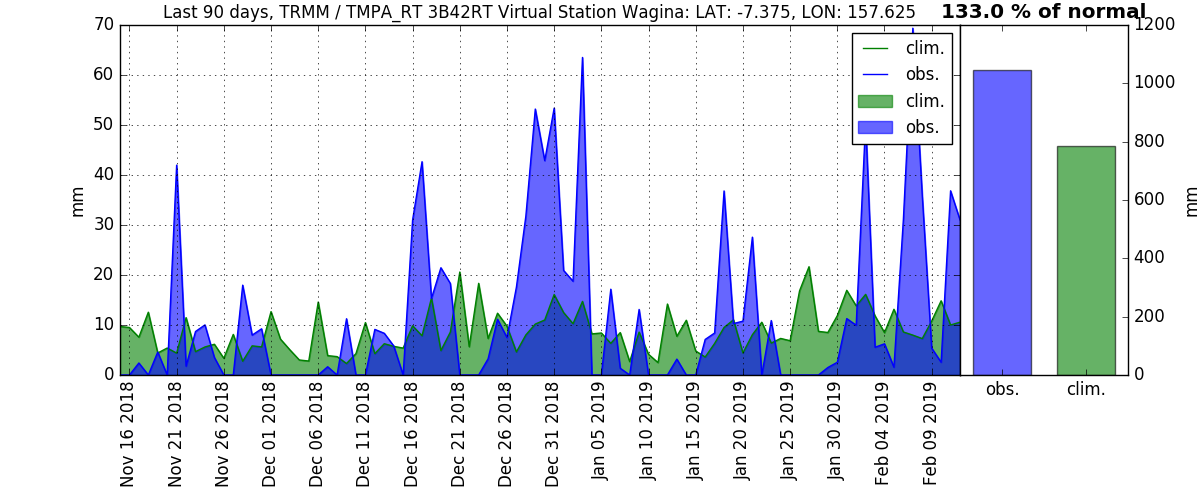 Last 90 days, TRMM / TMPA_RT 3B42RT Virtual Station Wagina: LAT: -7.375, LON: 157.625
133.0 % of normal
70
60
50
40
30
20
10
0
mm
clim.
obs.
clim.
obs.
1200
1000
800
600
400
200
0
mm
obs.
clim.
Nov 16 2018
Nov 21 2018
Nov 26 2018
Dec 01 2018
Dec 06 2018
Dec 11 2018
Dec 16 2018
Dec 21 2018
Dec 26 2018
Dec 31 2018
Jan 05 2019
Jan 10 2019
Jan 15 2019
Jan 20 2019
Jan 25 2019
Jan 30 2019
Feb 04 2019
Feb 09 2019